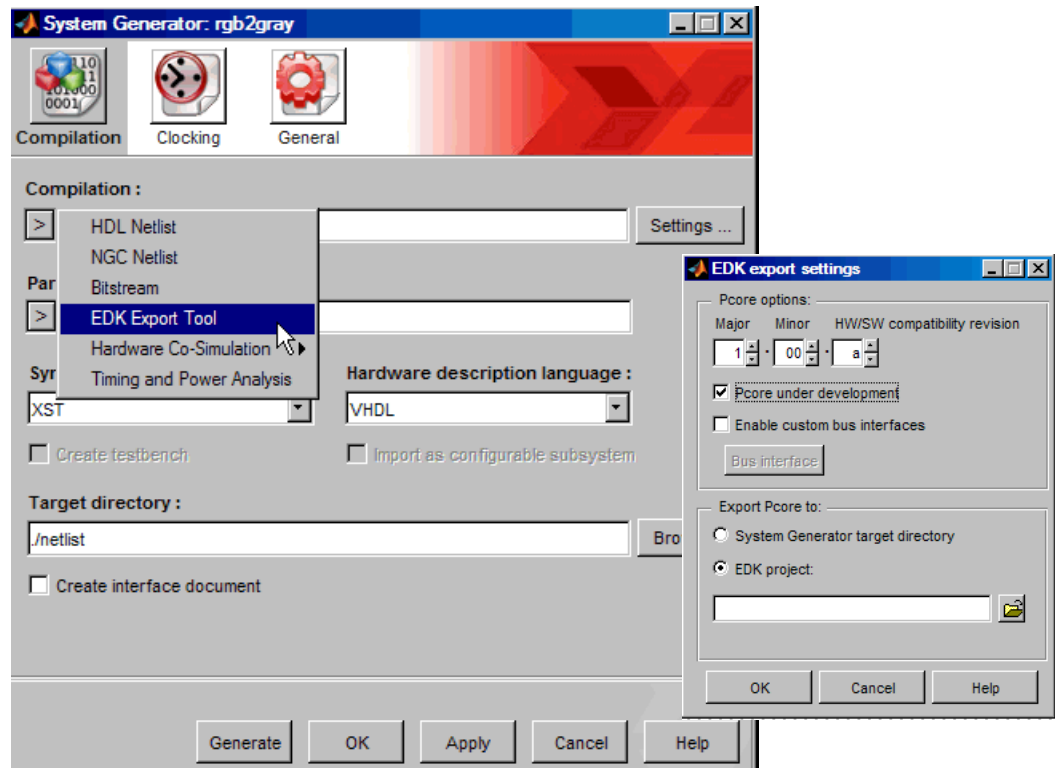 System Generator: rgb2gray
Compilation Clocking General
Compilation :
> Settings ...
HDL Netlist
NGC Netlist
Bitstream
EDK Export Tool
Hardware Co-Simulation
Timing and Power Analysis
Par
>
Syr Hardware description language :
XST VHDL
Create testbench Import as configurable subsystem
Target directory :
./netlist Bro
Create interface document
Generate OK Apply Cancel Help
EDK export settings
Pcore options:
Major Minor HW/SW compatibility revision
1 . 00 . a
Pcore under development
Enable custom bus interfaces
Bus interface
Export Pcore to:
System Generator target directory
EDK project:
OK Cancel Help